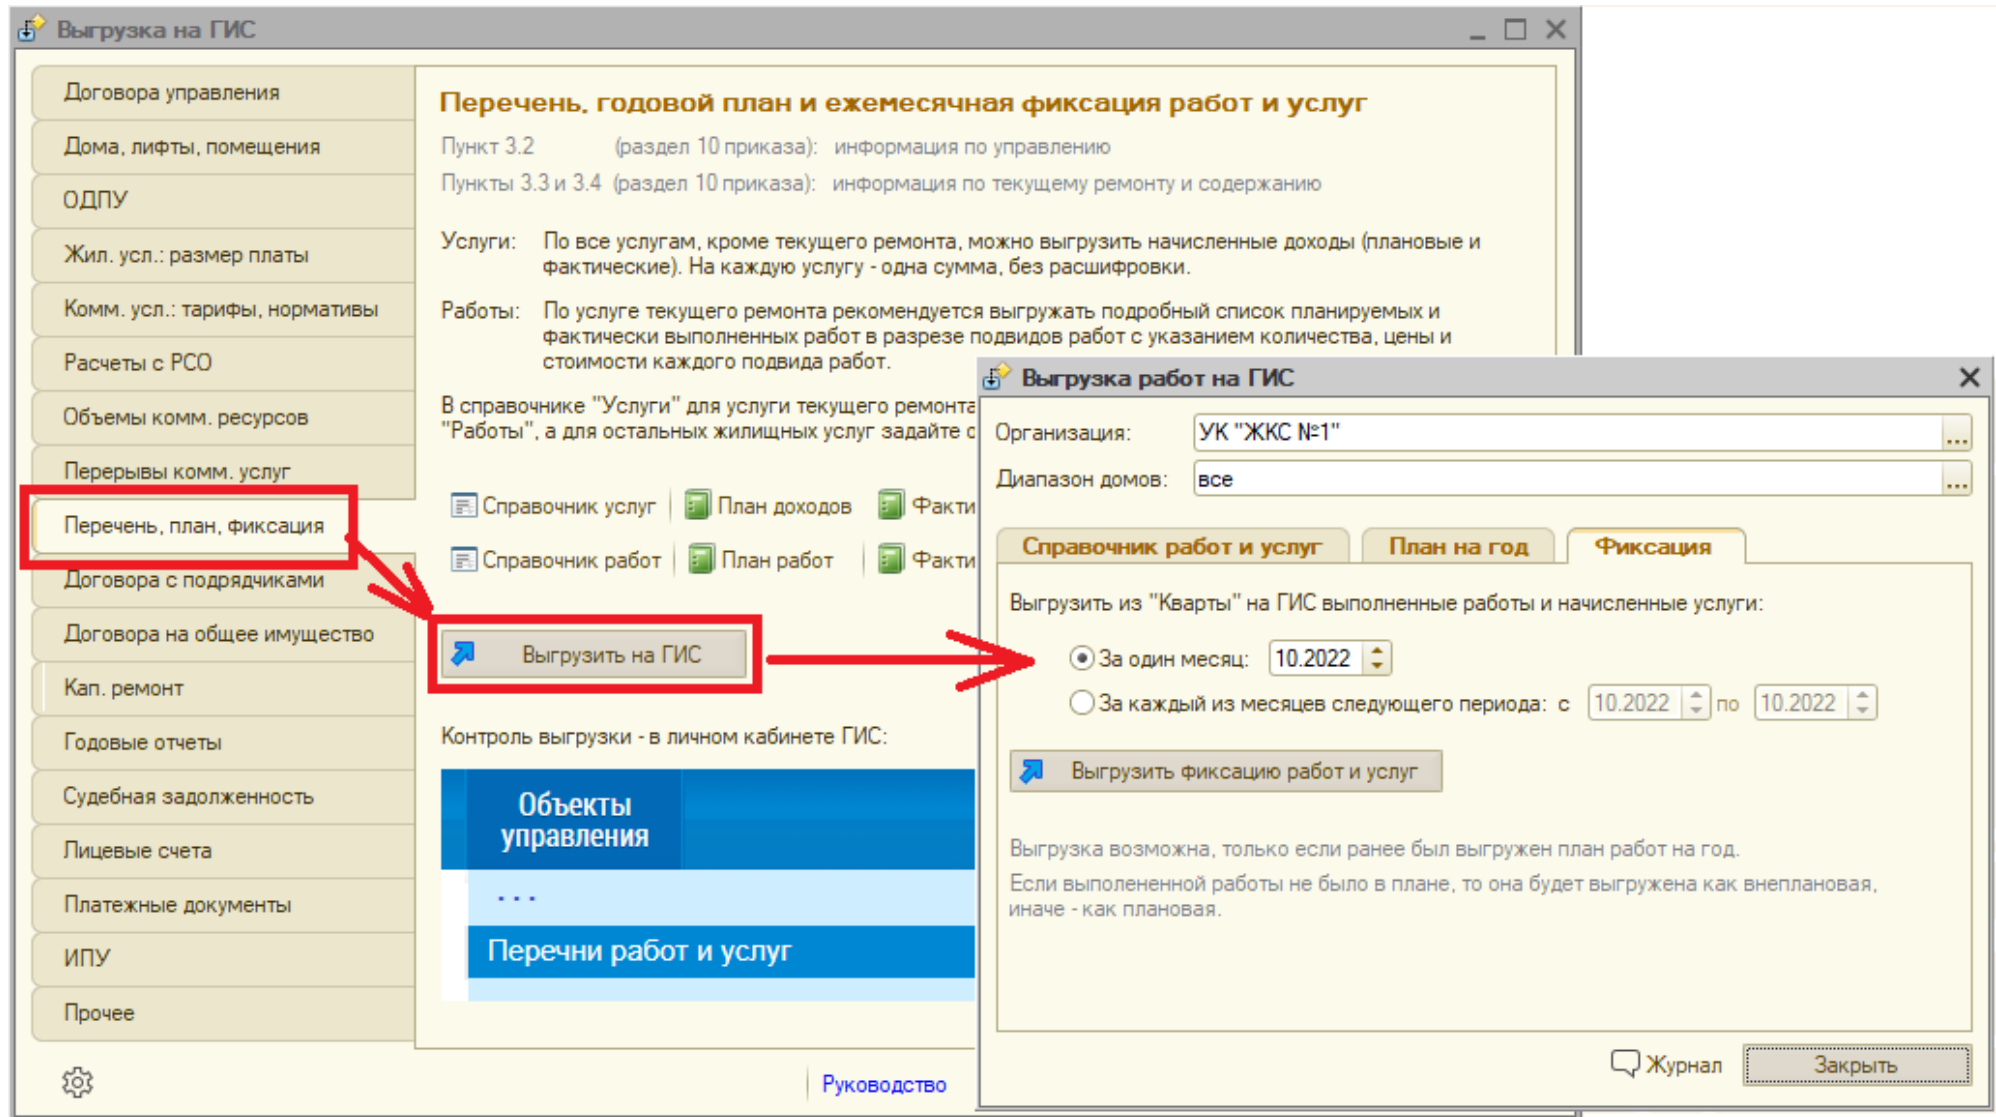 Выгрузка на ГИС
Договора управления
Дома, лифты, помещения
ОДПУ
Жил. усл.: размер платы
Комм. усл.: тарифы, нормативы
Расчеты с РСО
Объемы комм. ресурсов
Перерывы комм. услуг
Перечень, план, фиксация
Договора с подрядчиками
Договора на общее имущество
Кап. ремонт
Годовые отчеты
Судебная задолженность
Лицевые счета
Платежные документы
ИПУ
Прочее
Перечень, годовой план и ежемесячная фиксация работ и услуг
Пункт 3.2 (раздел 10 приказа): информация по управлению
Пункты 3.3 и 3.4 (раздел 10 приказа): информация по текущему ремонту и содержанию
Услуги: По все услугам, кроме текущего ремонта, можно выгрузить начисленные доходы (плановые и
фактические). На каждую услугу - одна сумма, без расшифровки.
Работы: По услуге текущего ремонта рекомендуется выгружать подробный список планируемых и
фактически выполненных работ в разрезе подвидов работ с указанием количества, цены и
стоимости каждого подвида работ.
В справочнике "Услуги" для услуги текущего ремонта
"Работы", а для остальных жилищных услуг задайте с
Справочник услуг План доходов Факти
Справочник работ План работ Факти
Выгрузить на ГИС
Контроль выгрузки - в личном кабинете ГИС:
Объекты
управления
...
Перечни работ и услуг
Руководство
Выгрузка работ на ГИС
Организация: УК "ЖКС №1" ...
Диапазон домов: все ...
Справочник работ и услуг План на год Фиксация
Выгрузить из "Кварты" на ГИС выполненные работы и начисленные услуги:
За один месяц: 10.2022
За каждый из месяцев следующего периода: с 10.2022 по 10.2022
Выгрузить фиксацию работ и услуг
Выгрузка возможна, только если ранее был выгружен план работ на год.
Если выполененной работы не было в плане, то она будет выгружена как внеплановая,
иначе - как плановая.
Журнал Закрыть